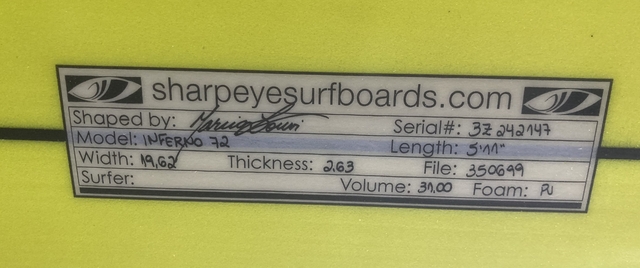 sharpeyesurfboards.com
Shaped by: Serial#: 3Z 242147
Model: INFERNO 72 Length: 5'11"
Width: 19,62 Thickness: 2.63 File: 350699
Surfer: Volume: 31,00 Foam: PU